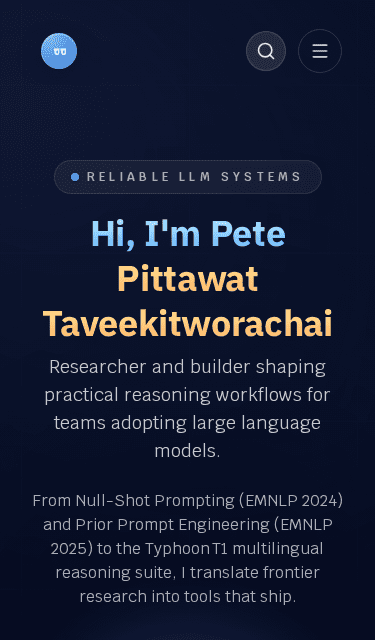 RELIABLE LLM SYSTEMS
Hi, I'm Pete
Pittawat
Taveekitworachai
Researcher and builder shaping
practical reasoning workflows for
teams adopting large language
models.
From Null-Shot Prompting (EMNLP 2024)
and Prior Prompt Engineering (EMNLP
2025) to the Typhoon T1 multilingual
reasoning suite, I translate frontier
research into tools that ship.